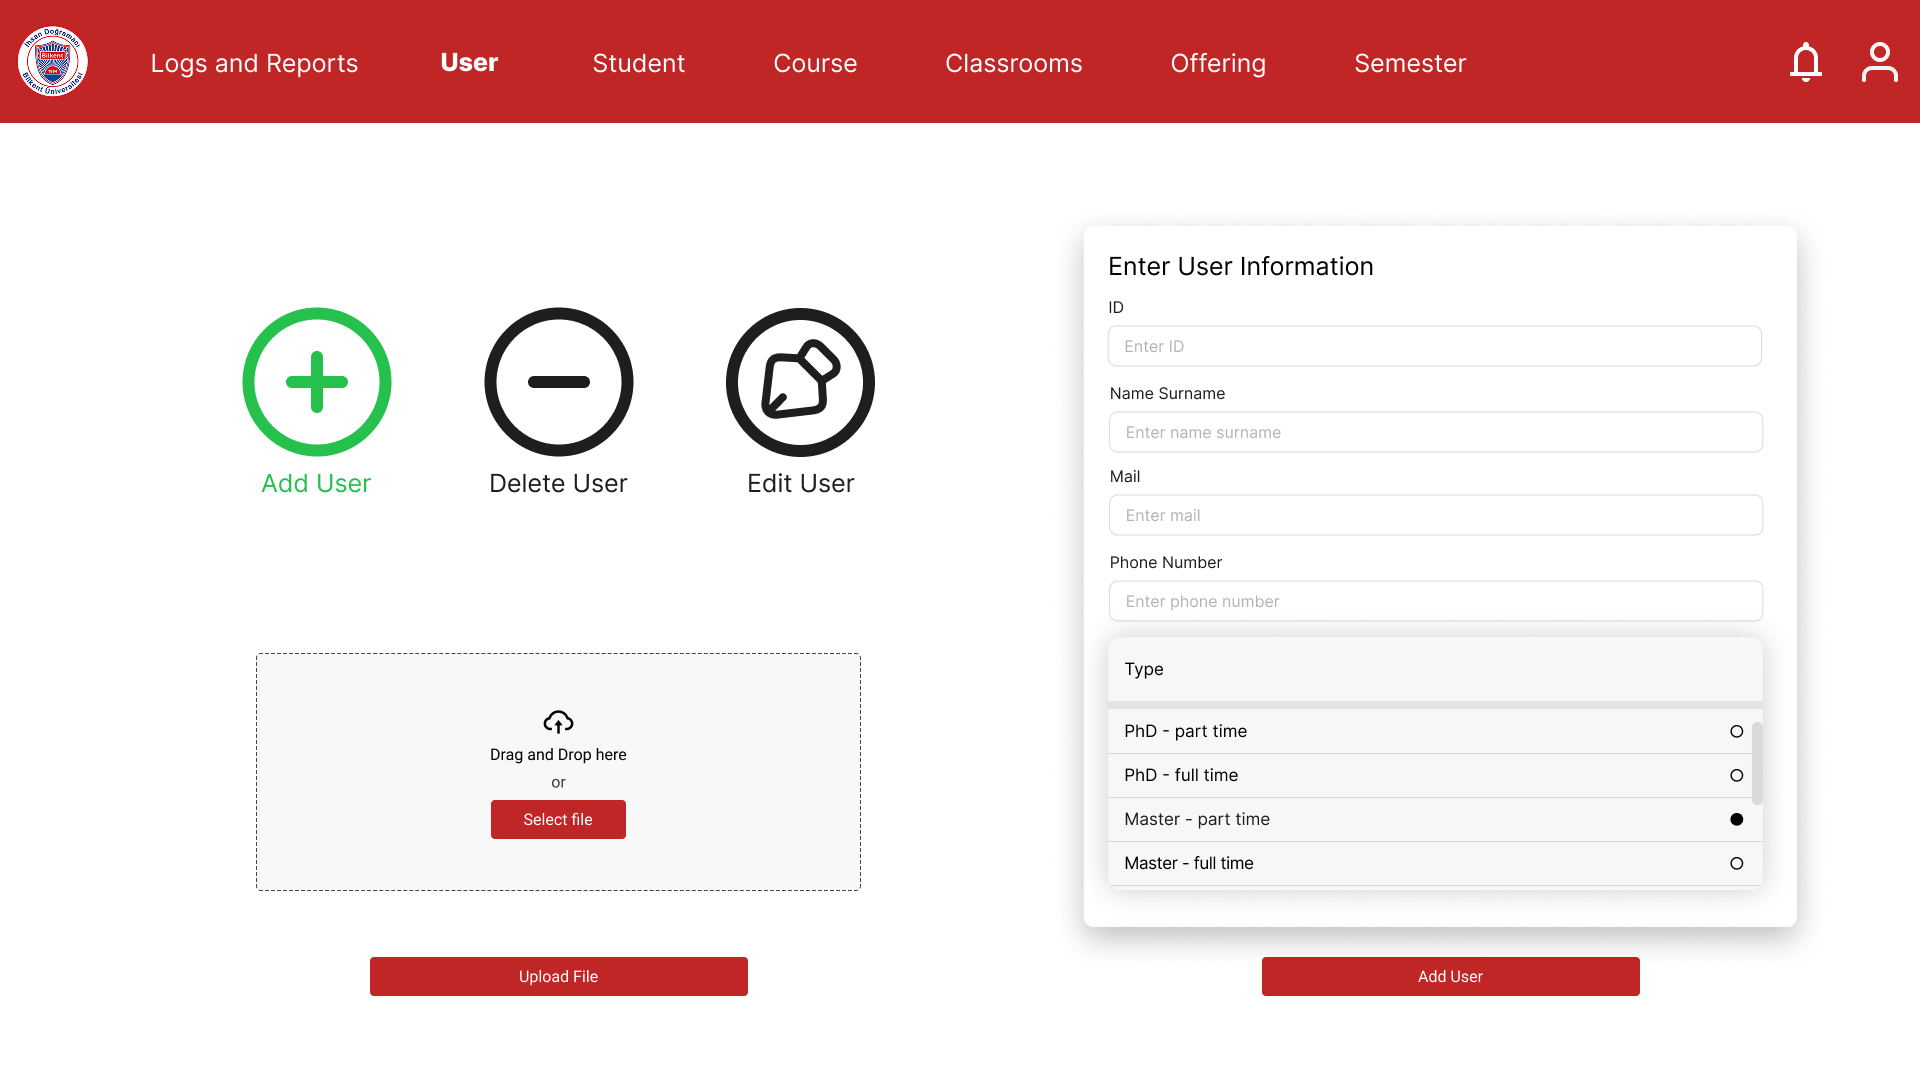 İhsan Doğramacı
Bilkent
1984
Bilkent Üniversitesi
Logs and Reports
User
Student
Course
Classrooms
Offering
Semester
Add User
Delete User
Edit User
Drag and Drop here
or
Select file
Upload File
Enter User Information
ID
Enter ID
Name Surname
Enter name surname
Mail
Enter mail
Phone Number
Enter phone number
Type
PhD - part time
PhD - full time
Master - part time
Master - full time
Add User